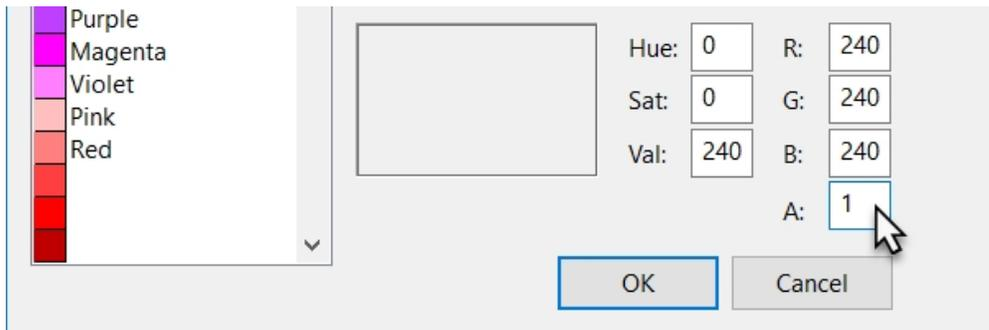 Purple
Magenta
Violet
Pink
Red
Hue: 0 R: 240
Sat: 0 G: 240
Val: 240 B: 240
A: 1
OK Cancel